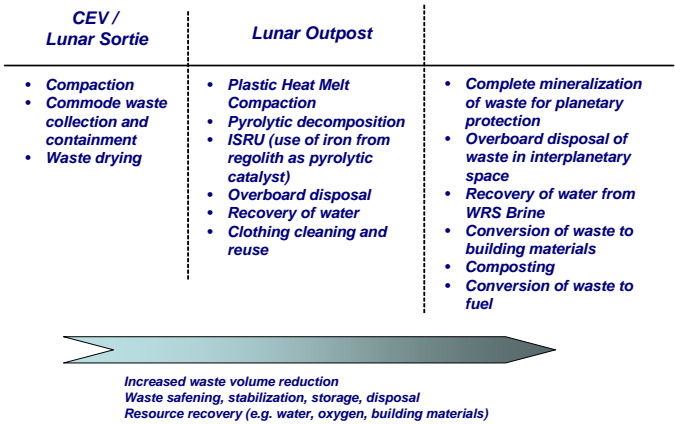 CEV /
Lunar Sortie
Lunar Outpost
• Compaction
• Commode waste
collection and
containment
• Waste drying
• Plastic Heat Melt
Compaction
• Pyrolytic decomposition
• ISRU (use of iron from
regolith as pyrolytic
catalyst)
• Overboard disposal
• Recovery of water
• Clothing cleaning and
reuse
• Complete mineralization
of waste for planetary
protection
• Overboard disposal of
waste in interplanetary
space
• Recovery of water from
WRS Brine
• Conversion of waste to
building materials
• Composting
• Conversion of waste to
fuel
Increased waste volume reduction
Waste safening, stabilization, storage, disposal
Resource recovery (e.g. water, oxygen, building materials)